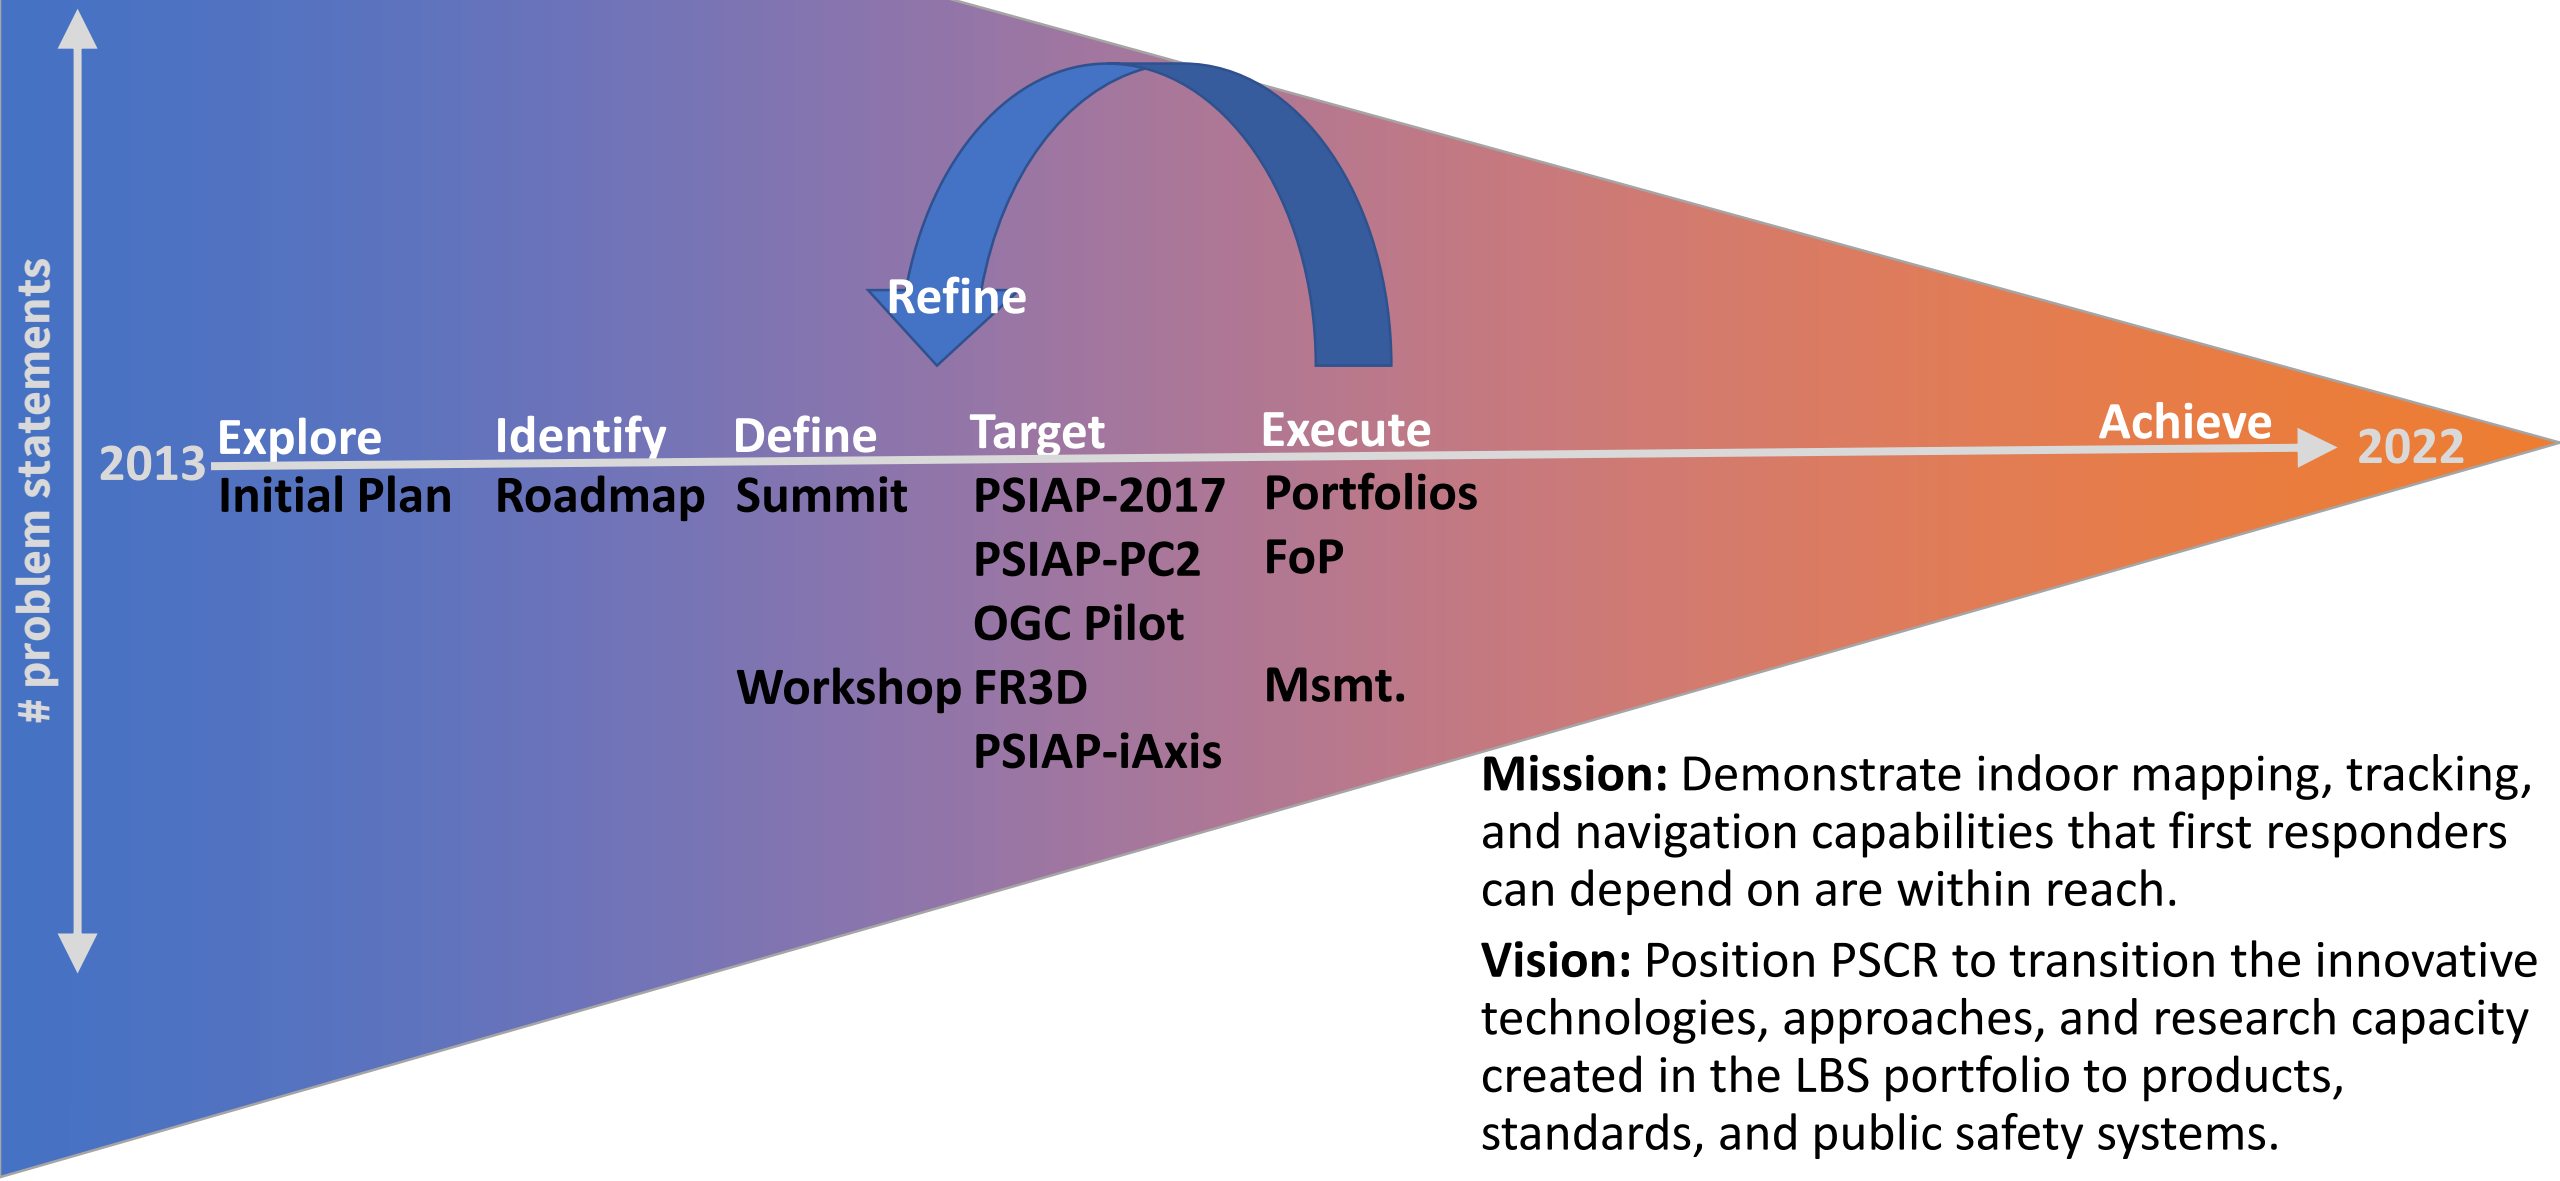 # problem statements
Refine
2013 Explore Identify Define Target Execute Achieve 2022
Initial Plan Roadmap Summit PSIAP-2017 Portfolios
PSIAP-PC2 FoP
OGC Pilot
Workshop FR3D Msmt.
PSIAP-iAxis
Mission: Demonstrate indoor mapping, tracking,
and navigation capabilities that first responders
can depend on are within reach.
Vision: Position PSCR to transition the innovative
technologies, approaches, and research capacity
created in the LBS portfolio to products,
standards, and public safety systems.